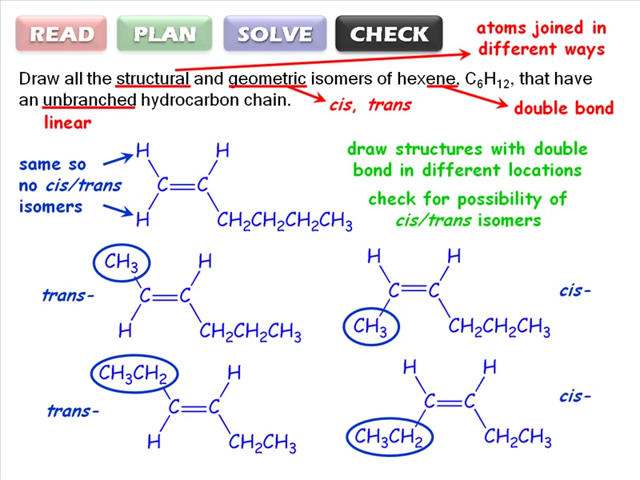 READ PLAN SOLVE CHECK
atoms joined in
different ways
Draw all the structural and geometric isomers of hexene, C₆H₁₂, that have
an unbranched hydrocarbon chain.
cis, trans
double bond
linear
same so
no cis/trans
isomers
H H
C=C
H CH₂CH₂CH₂CH₃
draw structures with double
bond in different locations
check for possibility of
cis/trans isomers
trans-
CH₃ H
C=C
H CH₂CH₂CH₃
H H
C=C
CH₃ CH₂CH₂CH₃
cis-
trans-
CH₃CH₂ H
C=C
H CH₂CH₃
H H
C=C
CH₃CH₂ CH₂CH₃
cis-